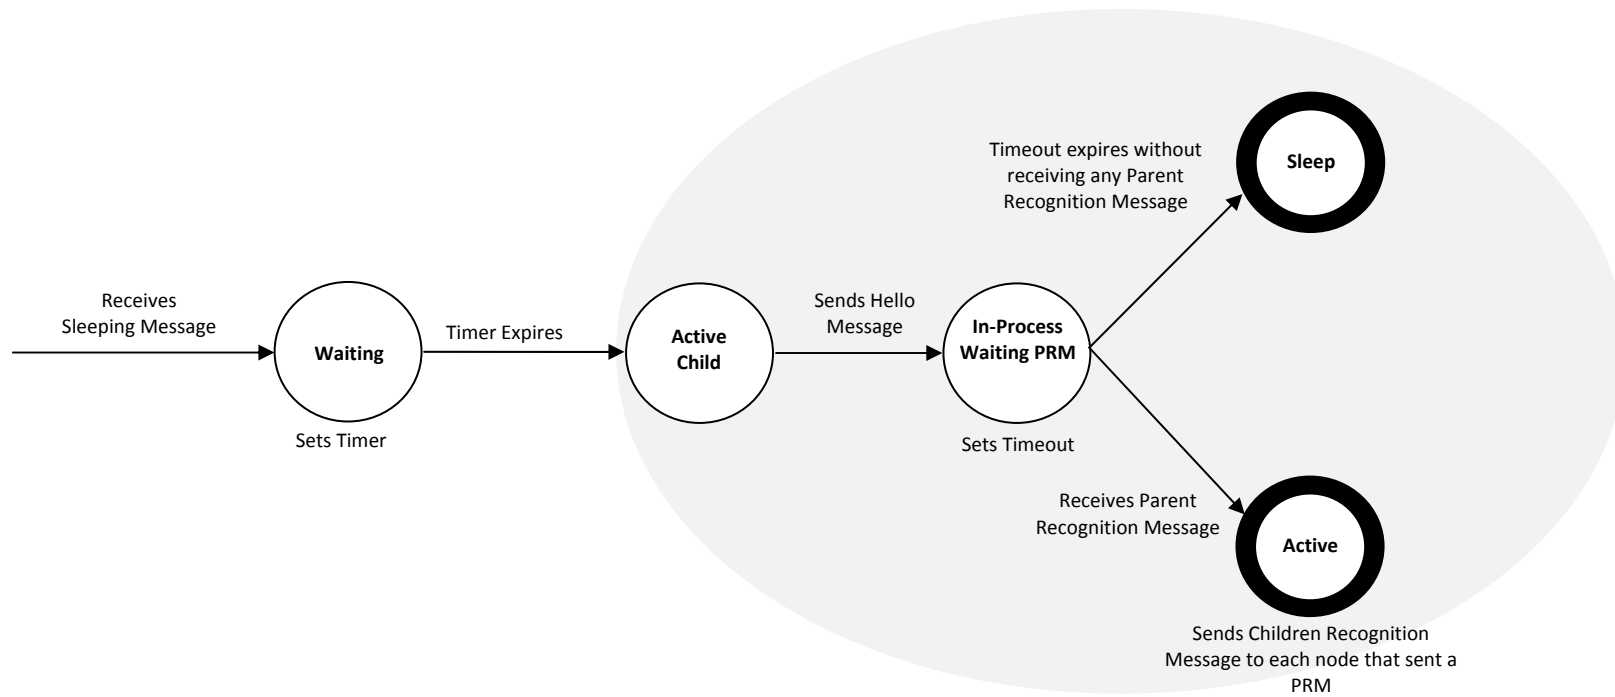 Receives
Sleeping Message
Waiting
Sets Timer
Timer Expires
Active
Child
Sends Hello
Message
In-Process
Waiting PRM
Sets Timeout
Timeout expires without
receiving any Parent
Recognition Message
Sleep
Receives Parent
Recognition Message
Active
Sends Children Recognition
Message to each node that sent a
PRM